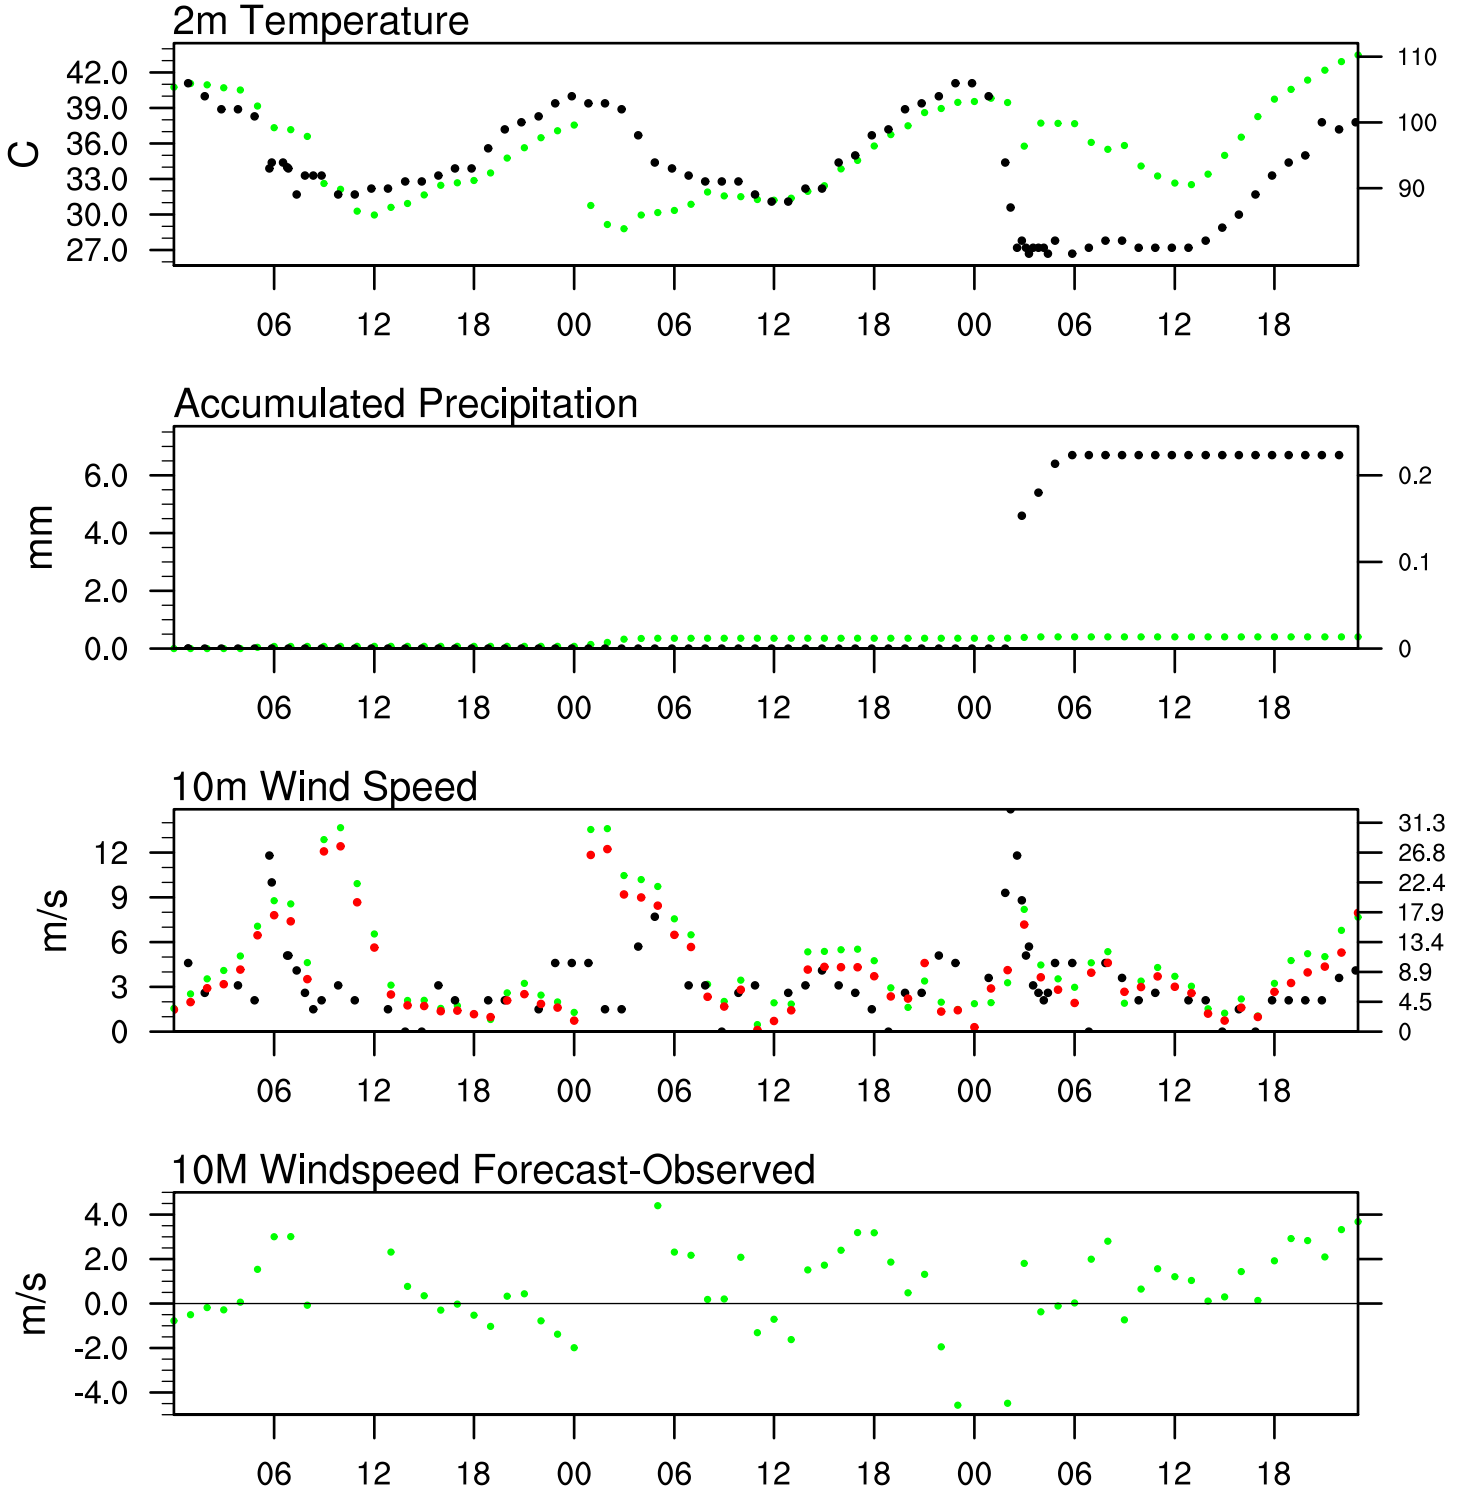 2m Temperature
42.0
39.0
36.0
33.0
30.0
27.0
C
110
100
90
06 12 18 00 06 12 18 00 06 12 18
Accumulated Precipitation
6.0
4.0
2.0
0.0
mm
0.2
0.1
0
06 12 18 00 06 12 18 00 06 12 18
10m Wind Speed
12
9
6
3
0
m/s
31.3
26.8
22.4
17.9
13.4
8.9
4.5
0
06 12 18 00 06 12 18 00 06 12 18
10M Windspeed Forecast-Observed
4.0
2.0
0.0
-2.0
-4.0
m/s
06 12 18 00 06 12 18 00 06 12 18